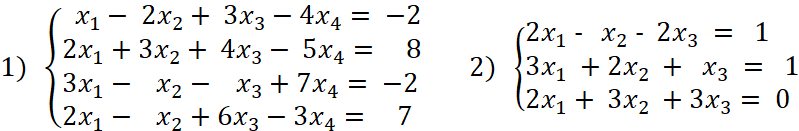 1) { x₁ − 2x₂ + 3x₃ − 4x₄ = −2
2x₁ + 3x₂ + 4x₃ − 5x₄ = 8
3x₁ − x₂ − x₃ + 7x₄ = −2
2x₁ − x₂ + 6x₃ − 3x₄ = 7
2) { 2x₁ - x₂ - 2x₃ = 1
3x₁ + 2x₂ + x₃ = 1
2x₁ + 3x₂ + 3x₃ = 0